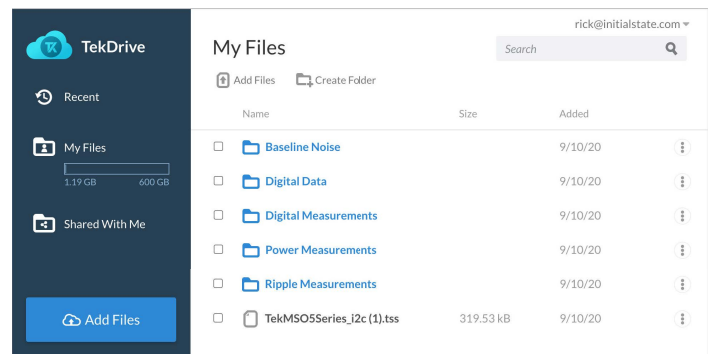 rick@initialstate.com
TK
TekDrive
My Files
Search
Add Files Create Folder
Recent
Name Size Added
My Files
1.19 GB 600 GB
Baseline Noise 9/10/20
Digital Data 9/10/20
Shared With Me
Digital Measurements 9/10/20
Power Measurements 9/10/20
Ripple Measurements 9/10/20
Add Files
TekMSO5Series_i2c (1).tss 319.53 kB 9/10/20